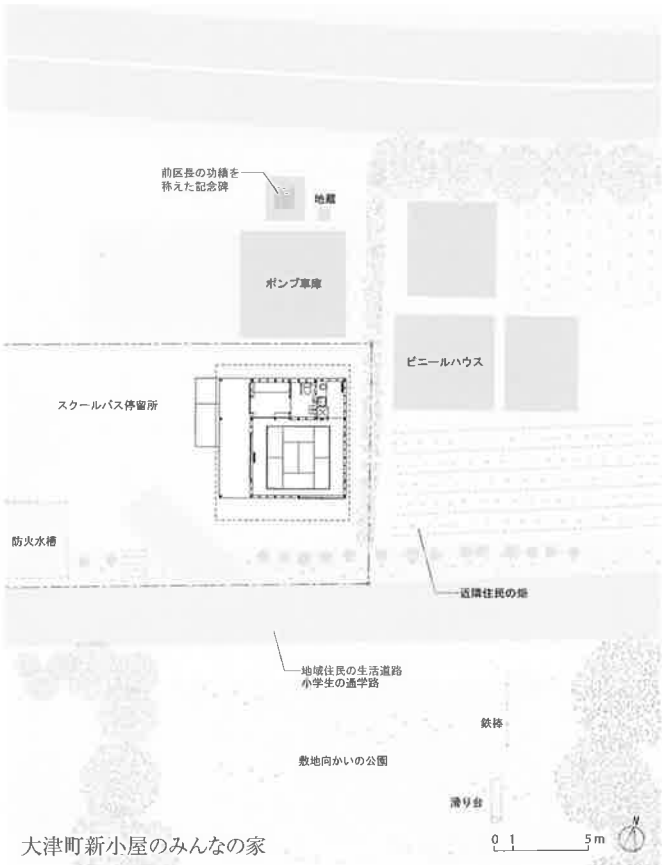 前区長の功績を
称えた記念碑
地蔵
ポンプ車庫
ビニールハウス
スクールバス停留所
防火水槽
近隣住民の畑
地域住民の生活道路
小学生の通学路
鉄棒
敷地向かいの公園
滑り台
大津町新小屋のみんなの家
0 1 5m
N